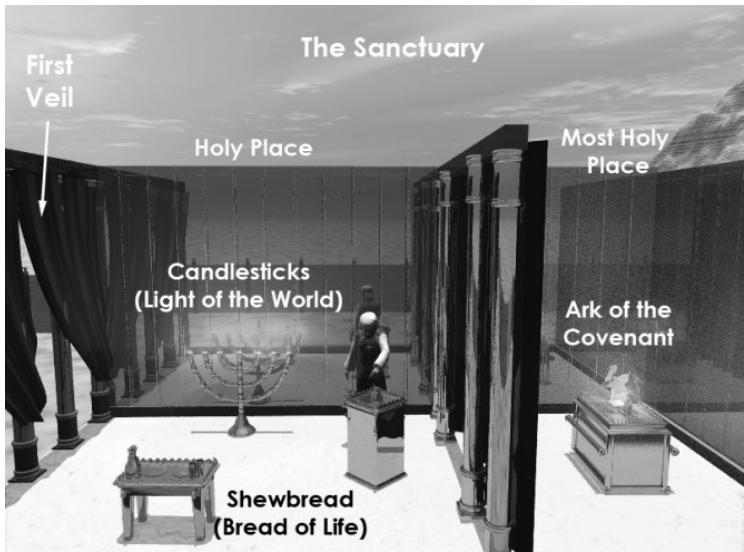 The Sanctuary
First
Veil
Holy Place
Most Holy
Place
Candlesticks
(Light of the World)
Ark of the
Covenant
Shewbread
(Bread of Life)